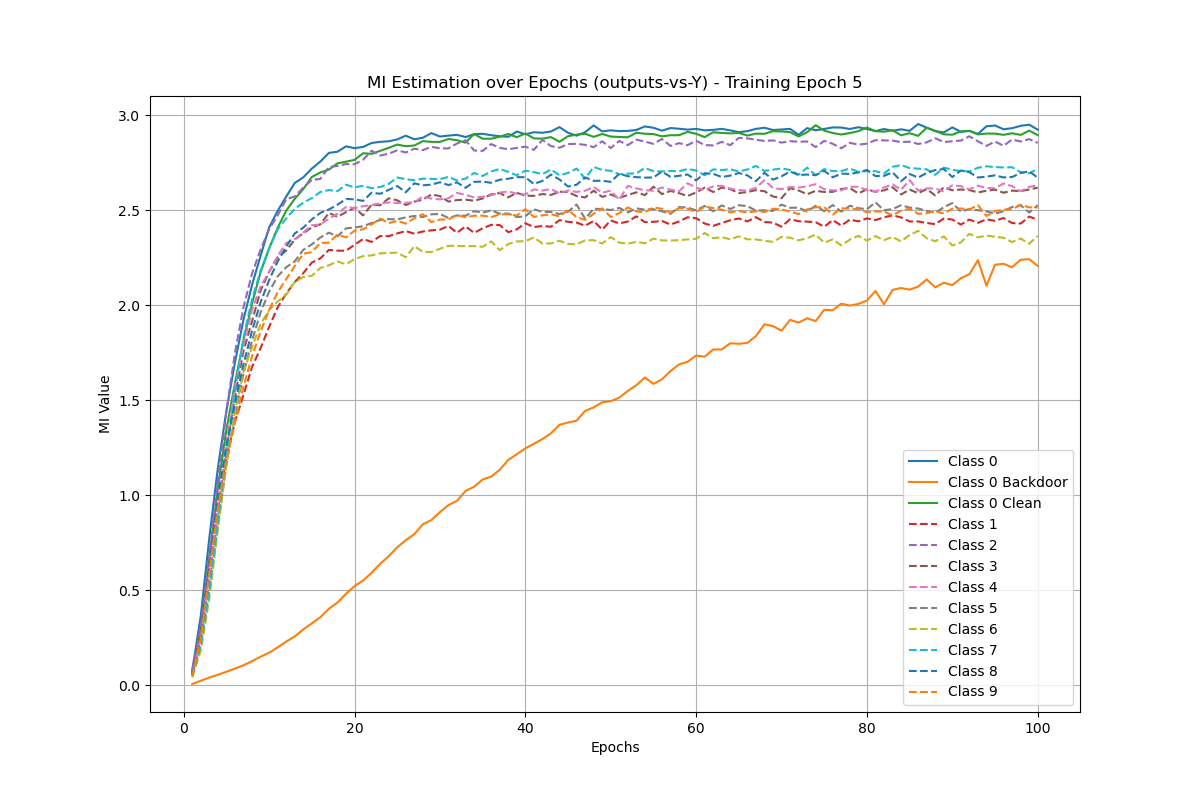 MI Estimation over Epochs (outputs-vs-Y) - Training Epoch 5
3.0
2.5
2.0
1.5
1.0
0.5
0.0
MI Value
0 20 40 60 80 100
Epochs
Class 0
Class 0 Backdoor
Class 0 Clean
Class 1
Class 2
Class 3
Class 4
Class 5
Class 6
Class 7
Class 8
Class 9